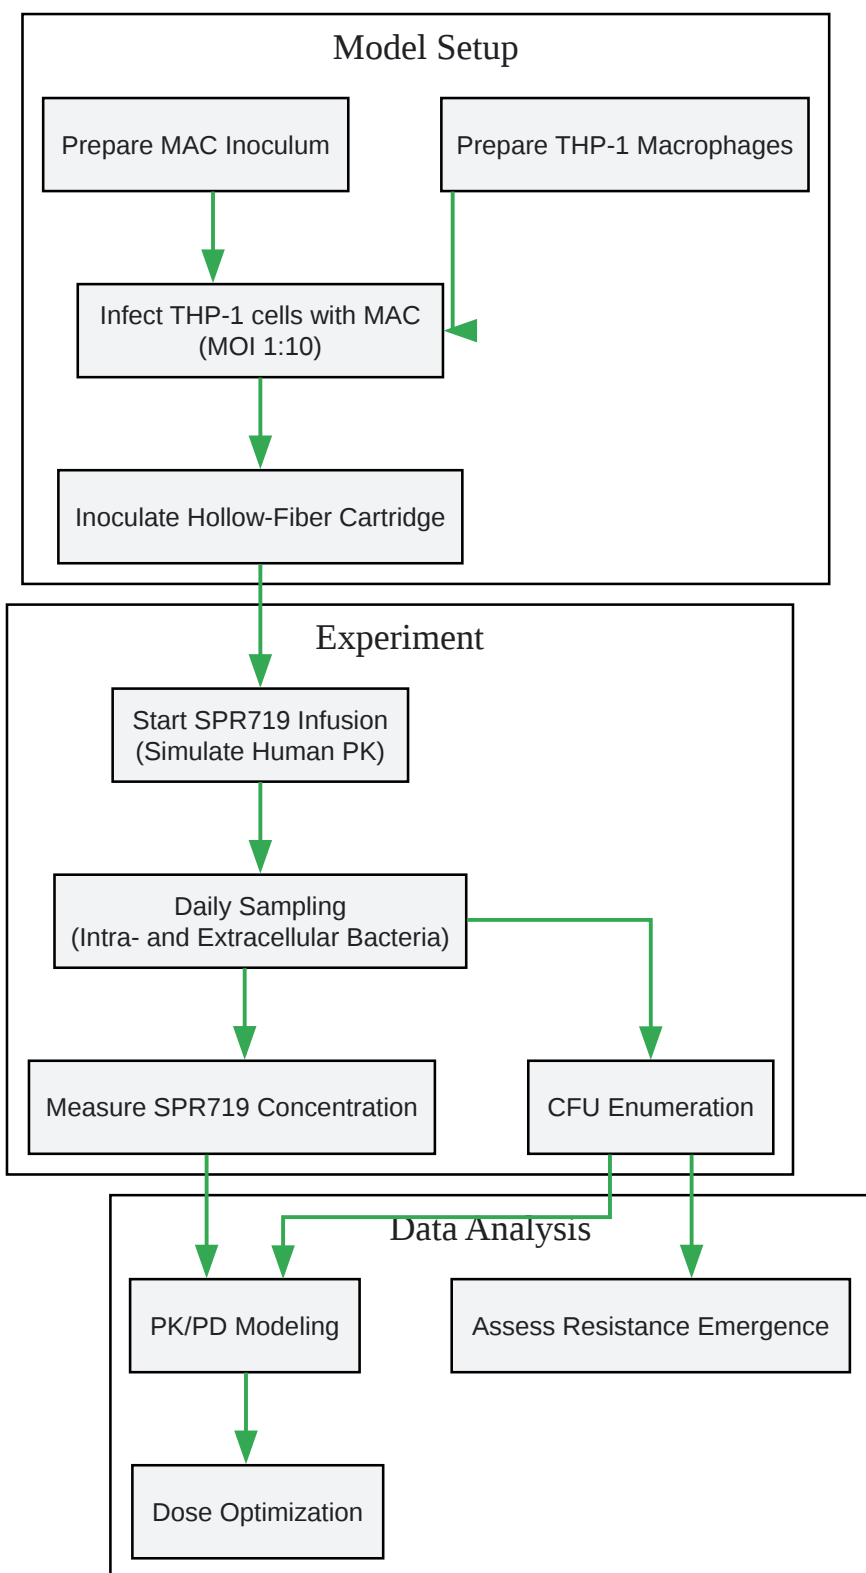 Model Setup
Prepare MAC Inoculum
Prepare THP-1 Macrophages
Infect THP-1 cells with MAC
(MOI 1:10)
Inoculate Hollow-Fiber Cartridge
Experiment
Start SPR719 Infusion
(Simulate Human PK)
Daily Sampling
(Intra- and Extracellular Bacteria)
Measure SPR719 Concentration
CFU Enumeration
Data Analysis
PK/PD Modeling
Assess Resistance Emergence
Dose Optimization